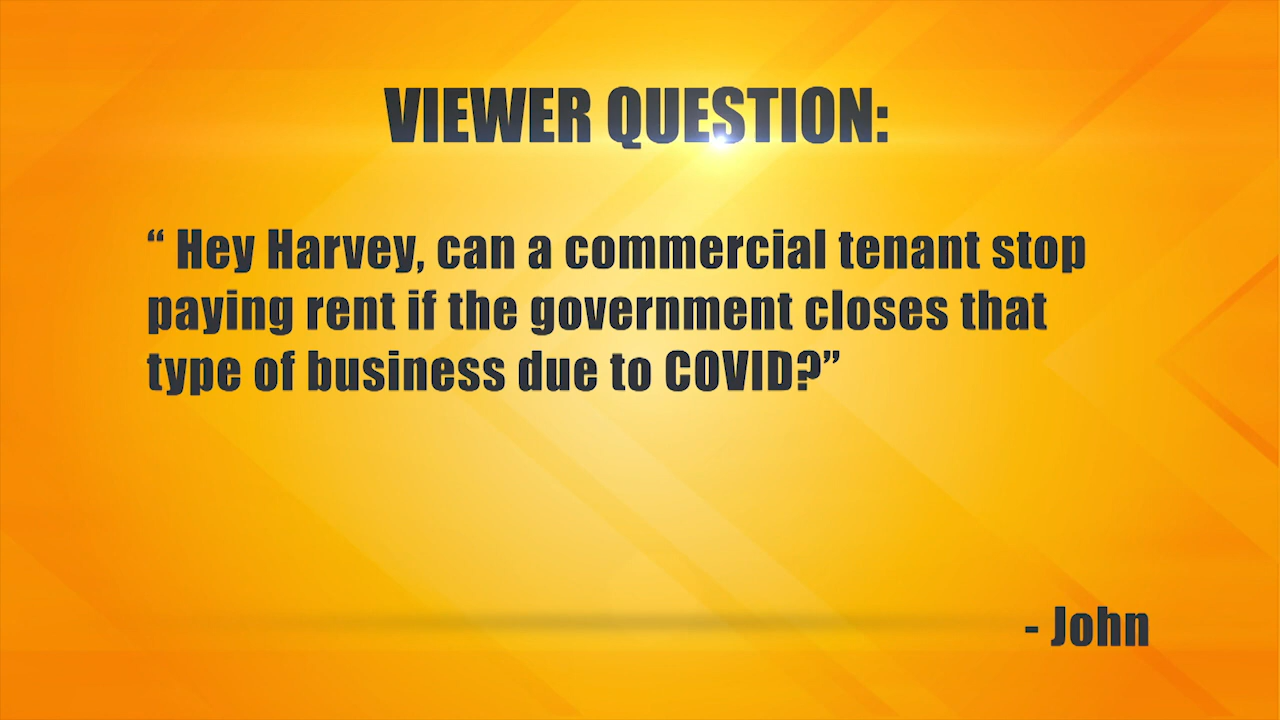 VIEWER QUESTION:
“ Hey Harvey, can a commercial tenant stop
paying rent if the government closes that
type of business due to COVID?”
- John